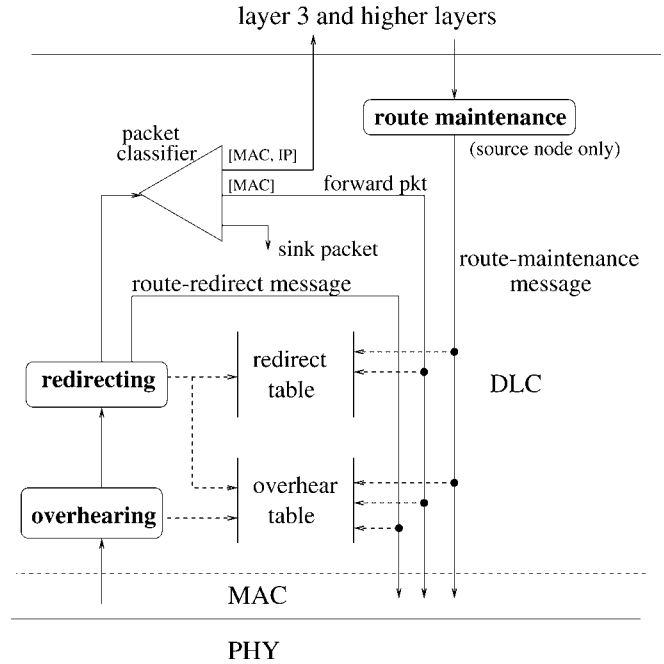 layer 3 and higher layers
route maintenance
(source node only)
packet
classifier
[MAC, IP]
[MAC]
forward pkt
sink packet
route-maintenance
message
route-redirect message
redirecting
redirect
table
DLC
overhearing
overhear
table
MAC
PHY